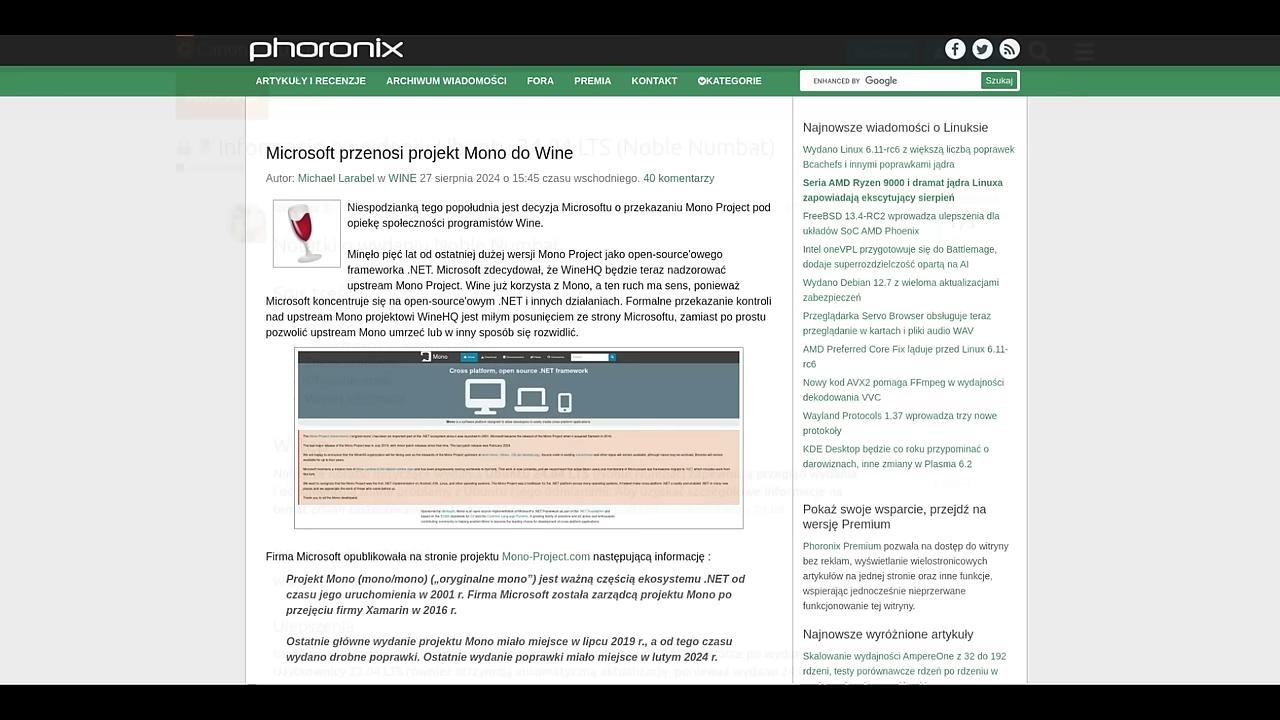 phoronix
ARTYKUŁY I RECENZJE
ARCHIWUM WIADOMOŚCI
FORA
PREMIA
KONTAKT
KATEGORIE
ENHANCED BY Google
Szukaj
Microsoft przenosi projekt Mono do Wine
Autor: Michael Larabel w WINE 27 sierpnia 2024 o 15:45 czasu wschodniego. 40 komentarzy
Niespodzianką tego popołudnia jest decyzja Microsoftu o przekazaniu Mono Project pod
opiekę społeczności programistów Wine.
Minęło pięć lat od ostatniej dużej wersji Mono Project jako open-source'owego
frameworka .NET. Microsoft zdecydował, że WineHQ będzie teraz nadzorować
upstream Mono Project. Wine już korzysta z Mono, a ten ruch ma sens, ponieważ
Microsoft koncentruje się na open-source'owym .NET i innych działaniach. Formalne przekazanie kontroli
nad upstream Mono projektowi WineHQ jest miłym posunięciem ze strony Microsoftu, zamiast po prostu
pozwolić upstream Mono umrzeć lub w inny sposób się rozwidlić.
Mono
Cross platform, open source .NET framework
Firma Microsoft opublikowała na stronie projektu Mono-Project.com następującą informację :
Projekt Mono (mono/mono) („oryginalne mono”) jest ważną częścią ekosystemu .NET od
czasu jego uruchomienia w 2001 r. Firma Microsoft została zarządcą projektu Mono po
przejęciu firmy Xamarin w 2016 r.
Ostatnie główne wydanie projektu Mono miało miejsce w lipcu 2019 r., a od tego czasu
wydano drobne poprawki. Ostatnie wydanie poprawki miało miejsce w lutym 2024 r.
Najnowsze wiadomości o Linuksie
Wydano Linux 6.11-rc6 z większą liczbą poprawek
Bcachefs i innymi poprawkami jądra
Seria AMD Ryzen 9000 i dramat jądra Linuxa
zapowiadają ekscytujący sierpień
FreeBSD 13.4-RC2 wprowadza ulepszenia dla
układów SoC AMD Phoenix
Intel oneVPL przygotowuje się do Battlemage,
dodaje superrozdzielczość opartą na AI
Wydano Debian 12.7 z wieloma aktualizacjami
zabezpieczeń
Przeglądarka Servo Browser obsługuje teraz
przeglądanie w kartach i pliki audio WAV
AMD Preferred Core Fix ląduje przed Linux 6.11-
rc6
Nowy kod AVX2 pomaga FFmpeg w wydajności
dekodowania VVC
Wayland Protocols 1.37 wprowadza trzy nowe
protokoły
KDE Desktop będzie co roku przypominać o
darowiznach, inne zmiany w Plasma 6.2
Pokaż swoje wsparcie, przejdź na
wersję Premium
Phoronix Premium pozwala na dostęp do witryny
bez reklam, wyświetlanie wielostronicowych
artykułów na jednej stronie oraz inne funkcje,
wspierając jednocześnie nieprzerwane
funkcjonowanie tej witryny.
Najnowsze wyróżnione artykuły
Skalowanie wydajności AmpereOne z 32 do 192
rdzeni, testy porównawcze rdzeń po rdzeniu w